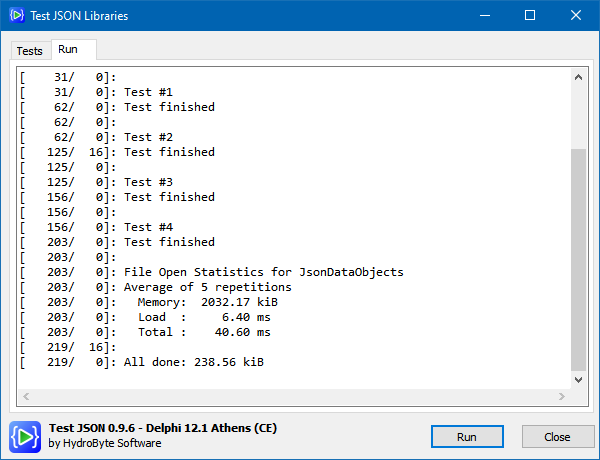 Test JSON Libraries
Tests Run
[    31/   0]:
[    31/   0]: Test #1
[    62/   0]: Test finished
[    62/   0]:
[    62/   0]: Test #2
[   125/  16]: Test finished
[   125/   0]:
[   125/   0]: Test #3
[   156/   0]: Test finished
[   156/   0]:
[   156/   0]: Test #4
[   203/   0]: Test finished
[   203/   0]:
[   203/   0]: File Open Statistics for JsonDataObjects
[   203/   0]: Average of 5 repetitions
[   203/   0]:   Memory:  2032.17 kiB
[   203/   0]:   Load  :     6.40 ms
[   203/   0]:   Total :    40.60 ms
[   219/  16]:
[   219/   0]: All done: 238.56 kiB
Test JSON 0.9.6 - Delphi 12.1 Athens (CE)
by HydroByte Software
Run Close